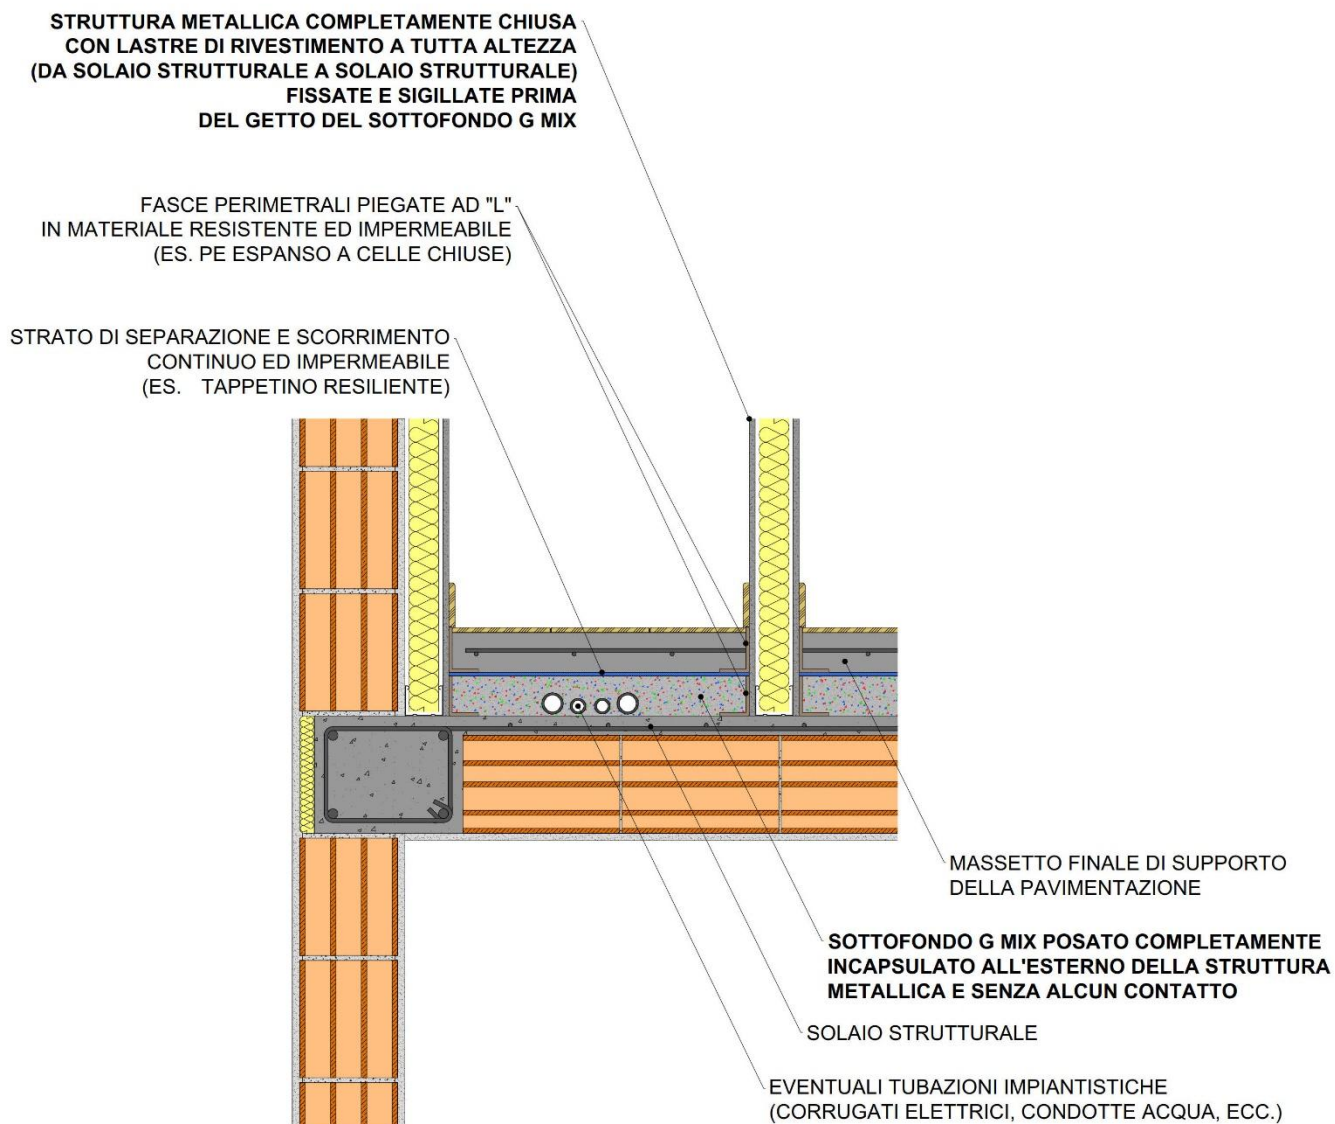 STRUTTURA METALLICA COMPLETAMENTE CHIUSA
CON LASTRE DI RIVESTIMENTO A TUTTA ALTEZZA
(DA SOLAIO STRUTTURALE A SOLAIO STRUTTURALE)
FISSATE E SIGILLATE PRIMA
DEL GETTO DEL SOTTOFONDO G MIX
FASCE PERIMETRALI PIEGATE AD "L"
IN MATERIALE RESISTENTE ED IMPERMEABILE
(ES. PE ESPANSO A CELLE CHIUSE)
STRATO DI SEPARAZIONE E SCORRIMENTO
CONTINUO ED IMPERMEABILE
(ES. TAPPETINO RESILIENTE)
MASSETTO FINALE DI SUPPORTO
DELLA PAVIMENTAZIONE
SOTTOFONDO G MIX POSATO COMPLETAMENTE
INCAPSULATO ALL'ESTERNO DELLA STRUTTURA
METALLICA E SENZA ALCUN CONTATTO
SOLAIO STRUTTURALE
EVENTUALI TUBAZIONI IMPIANTISTICHE
(CORRUGATI ELETTRICI, CONDOTTE ACQUA, ECC.)